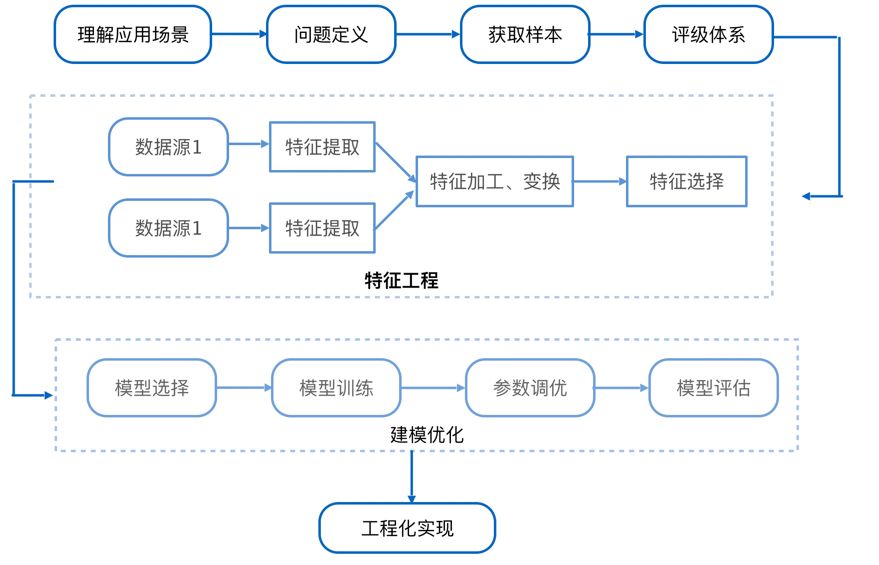 理解应用场景
问题定义
获取样本
评级体系
数据源1
特征提取
特征加工、变换
特征选择
数据源1
特征提取
特征工程
模型选择
模型训练
参数调优
模型评估
建模优化
工程化实现